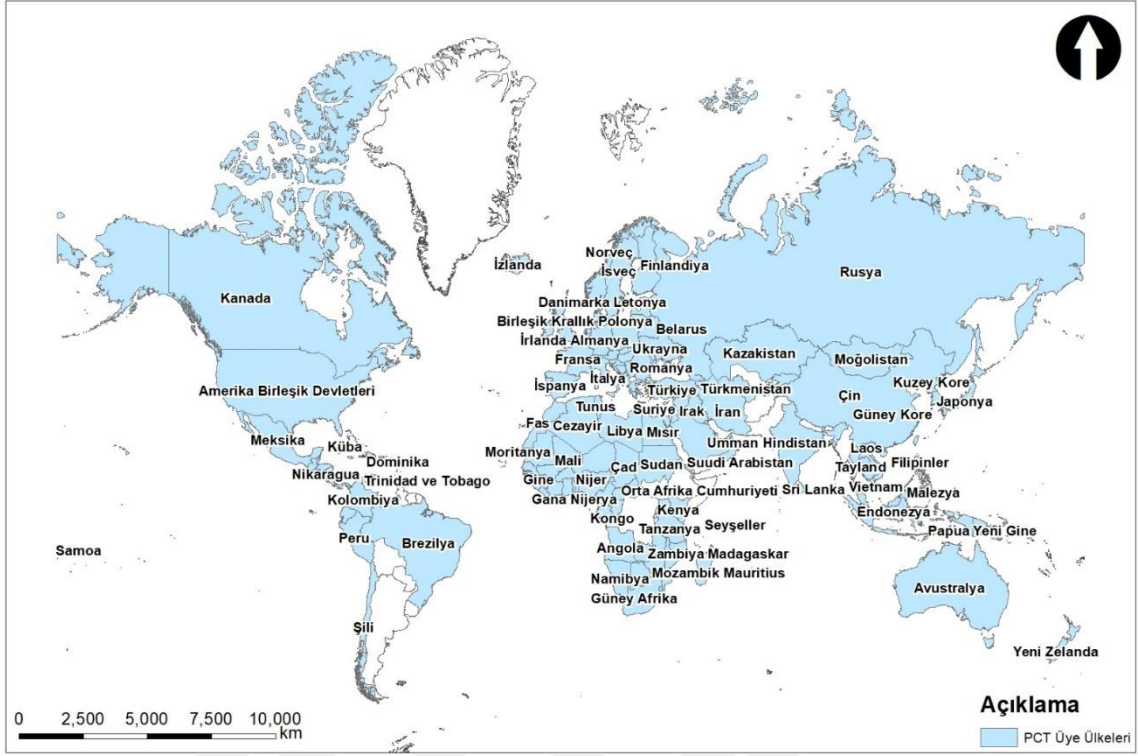 Norveç
İzlanda
İsveç Finlandiya
Rusya
Kanada
Danimarka Letonya
Birleşik Krallık Polonya
Belarus
İrlanda Almanya
Ukrayna
Kazakistan
Moğolistan
Fransa
Romanya
İtalya
İspanya
Türkiye Türkmenistan
Kuzey Kore
Amerika Birleşik Devletleri
Çin
Japonya
Tunus
Suriye Irak İran
Güney Kore
Fas Cezayir Libya Mısır
Meksika
Küba
Umman Hindistan
Laos
Moritanya
Mali
Dominika
Çad Sudan Suudi Arabistan
Tayland Filipinler
Nikaragua
Trinidad ve Tobago
Gine Nijer
Orta Afrika Cumhuriyeti Sri Lanka
Vietnam
Malezya
Kolombiya
Gana Nijerya
Kenya
Endonezya
Kongo
Tanzanya Seyşeller
Papua Yeni Gine
Peru Brezilya
Samoa
Angola Zambiya Madagaskar
Namibya Mozambik Mauritius
Avustralya
Güney Afrika
Şili
Yeni Zelanda
Açıklama
0 2,500 5,000 7,500 10,000
km
PCT Üye Ülkeleri